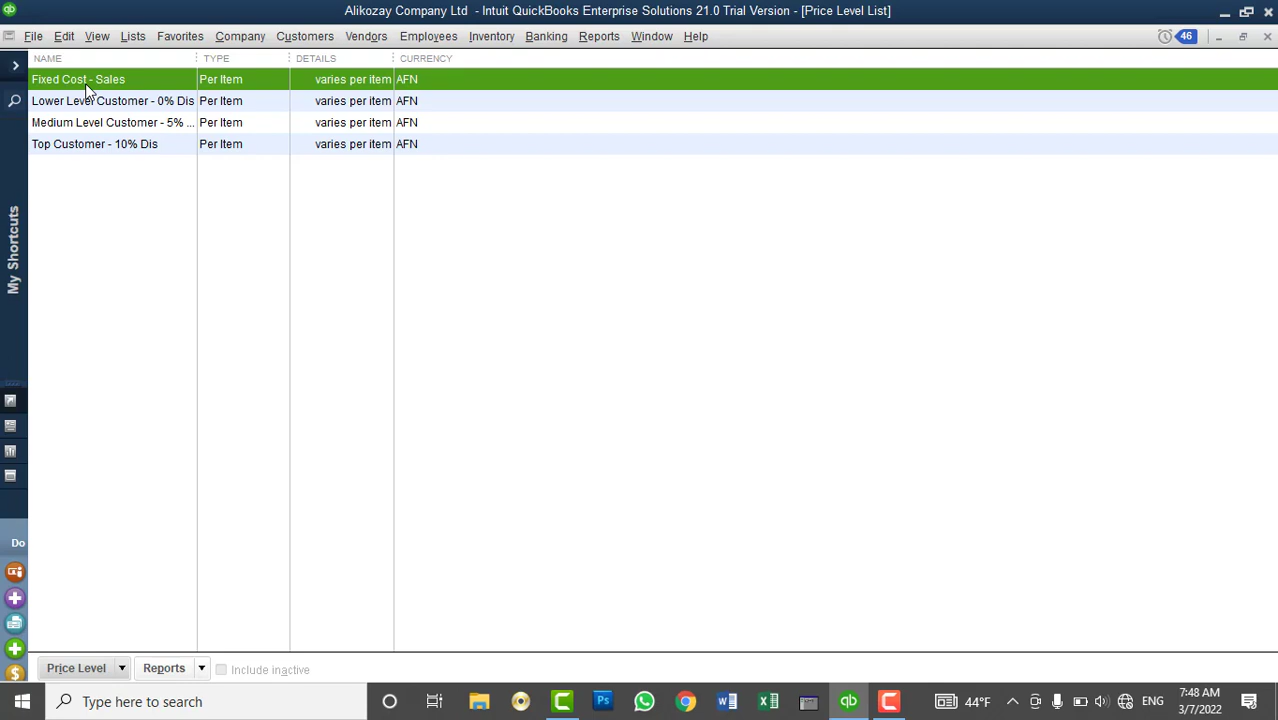 Alikozay Company Ltd - Intuit QuickBooks Enterprise Solutions 21.0 Trial Version - [Price Level List]
File Edit View Lists Favorites Company Customers Vendors Employees Inventory Banking Reports Window Help 46
NAME TYPE DETAILS CURRENCY
Fixed Cost - Sales Per Item varies per item AFN
Lower Level Customer - 0% Dis Per Item varies per item AFN
Medium Level Customer - 5% ... Per Item varies per item AFN
Top Customer - 10% Dis Per Item varies per item AFN
My Shortcuts
Do
Price Level Reports Include inactive
Type here to search 44°F ENG 7:48 AM
3/7/2022